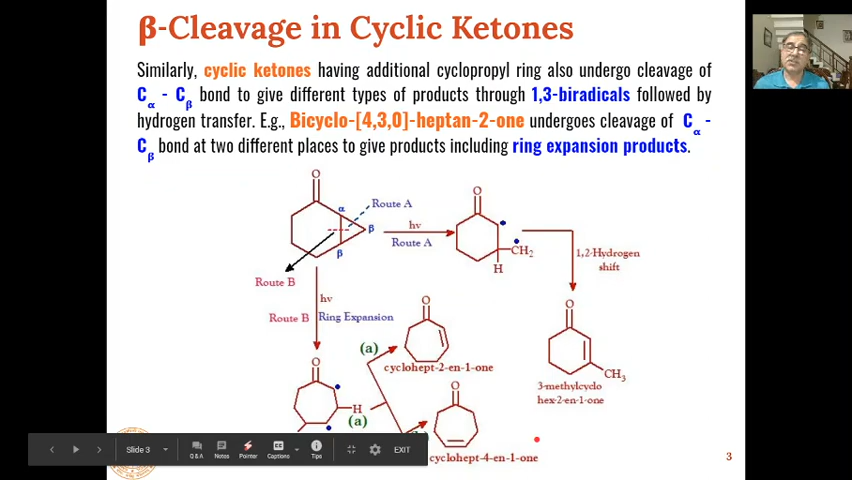 β-Cleavage in Cyclic Ketones
Similarly, cyclic ketones having additional cyclopropyl ring also undergo cleavage of
Cα - Cβ bond to give different types of products through 1,3-biradicals followed by
hydrogen transfer. E.g., Bicyclo-[4,3,0]-heptan-2-one undergoes cleavage of Cα -
Cβ bond at two different places to give products including ring expansion products.
O
α
Route A
β
β
Route B
hν
Route A
O
CH2
H
1,2-Hydrogen
shift
hν
Route B
Ring Expansion
O
CH3
3-methylcyclo
hex-2-en-1-one
O
(a)
cyclohept-2-en-1-one
O
H
(a)
O
cyclohept-4-en-1-one
Slide 3
Q&A
Notes
Pointer
Captions
Tips
EXIT
3